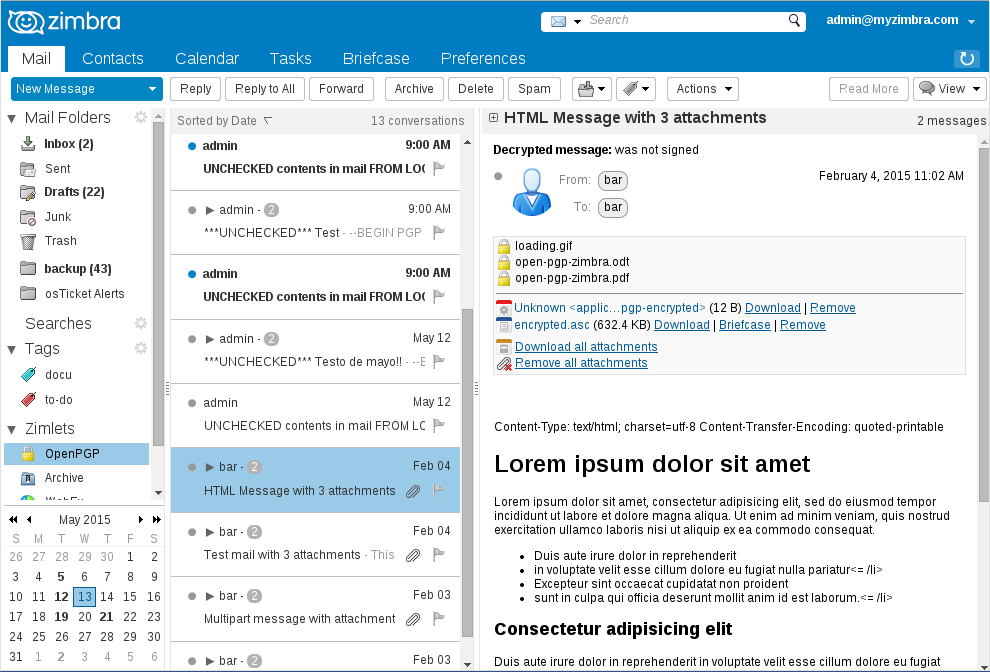 zimbra
Search
admin@myzimbra.com
Mail Contacts Calendar Tasks Briefcase Preferences
New Message Reply Reply to All Forward Archive Delete Spam Actions Read More View
Mail Folders
Inbox (2)
Sent
Drafts (22)
Junk
Trash
backup (43)
osTicket Alerts
Searches
Tags
docu
to-do
Zimlets
OpenPGP
Archive
May 2015
S M T W T F S
26 27 28 29 30 1 2
3 4 5 6 7 8 9
10 11 12 13 14 15 16
17 18 19 20 21 22 23
24 25 26 27 28 29 30
31 1 2 3 4 5 6
Sorted by Date 13 conversations
admin 9:00 AM
UNCHECKED contents in mail FROM LOC
admin - 2 9:00 AM
***UNCHECKED*** Test - --BEGIN PGP
admin 9:00 AM
UNCHECKED contents in mail FROM LOC
admin - 2 May 12
***UNCHECKED*** Testo de mayo!! - --B
admin May 12
UNCHECKED contents in mail FROM LOC
bar - 2 Feb 04
HTML Message with 3 attachments
bar - 2 Feb 04
Test mail with 3 attachments - This
bar - 2 Feb 03
Multipart message with attachment
bar - 2 Feb 03
HTML Message with 3 attachments 2 messages
Decrypted message: was not signed
From: bar February 4, 2015 11:02 AM
To: bar
loading.gif
open-pgp-zimbra.odt
open-pgp-zimbra.pdf
Unknown <applic...pgp-encrypted> (12 B) Download | Remove
encrypted.asc (632.4 KB) Download | Briefcase | Remove
Download all attachments
Remove all attachments
Content-Type: text/html; charset=utf-8 Content-Transfer-Encoding: quoted-printable
Lorem ipsum dolor sit amet
Lorem ipsum dolor sit amet, consectetur adipisicing elit, sed do eiusmod tempor
incididunt ut labore et dolore magna aliqua. Ut enim ad minim veniam, quis nostrud
exercitation ullamco laboris nisi ut aliquip ex ea commodo consequat.
• Duis aute irure dolor in reprehenderit
• in voluptate velit esse cillum dolore eu fugiat nulla pariatur<= /li>
• Excepteur sint occaecat cupidatat non proident
• sunt in culpa qui officia deserunt mollit anim id est laborum.<= /li>
Consectetur adipisicing elit
Duis aute irure dolor in reprehenderit in voluptate velit esse cillum dolore eu fugiat